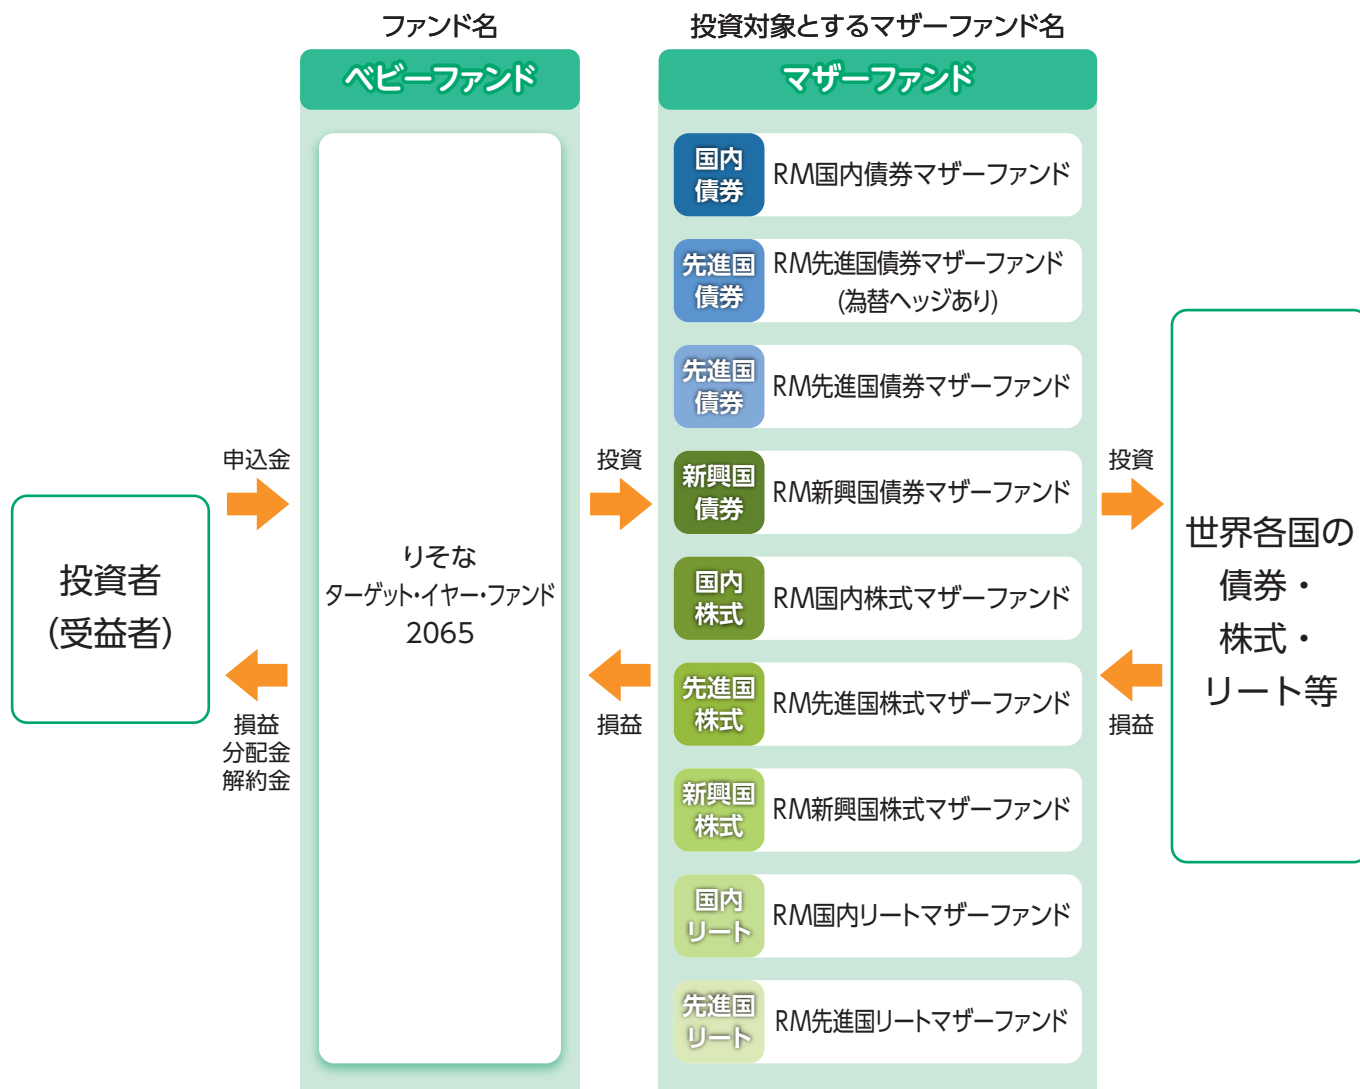 ファンド名
投資対象とするマザーファンド名
ベビーファンド
マザーファンド
投資者
(受益者)
申込金
損益
分配金
解約金
りそな
ターゲット・イヤー・ファンド
2065
投資
損益
国内
債券
RM国内債券マザーファンド
先進国
債券
RM先進国債券マザーファンド
(為替ヘッジあり)
先進国
債券
RM先進国債券マザーファンド
新興国
債券
RM新興国債券マザーファンド
国内
株式
RM国内株式マザーファンド
先進国
株式
RM先進国株式マザーファンド
新興国
株式
RM新興国株式マザーファンド
国内
リート
RM国内リートマザーファンド
先進国
リート
RM先進国リートマザーファンド
投資
損益
世界各国の
債券・
株式・
リート等